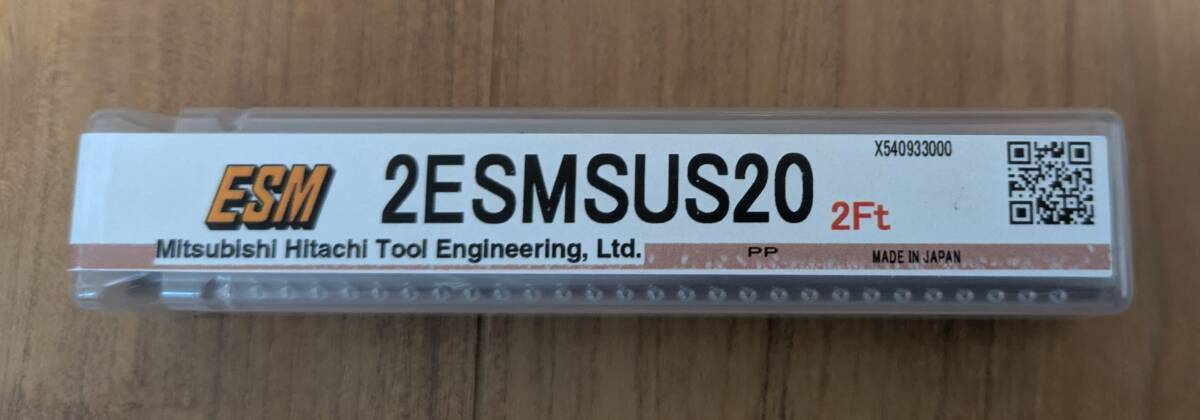 X540933000
ESM
2ESMSUS20
2Ft
Mitsubishi Hitachi Tool Engineering, Ltd.
PP
MADE IN JAPAN